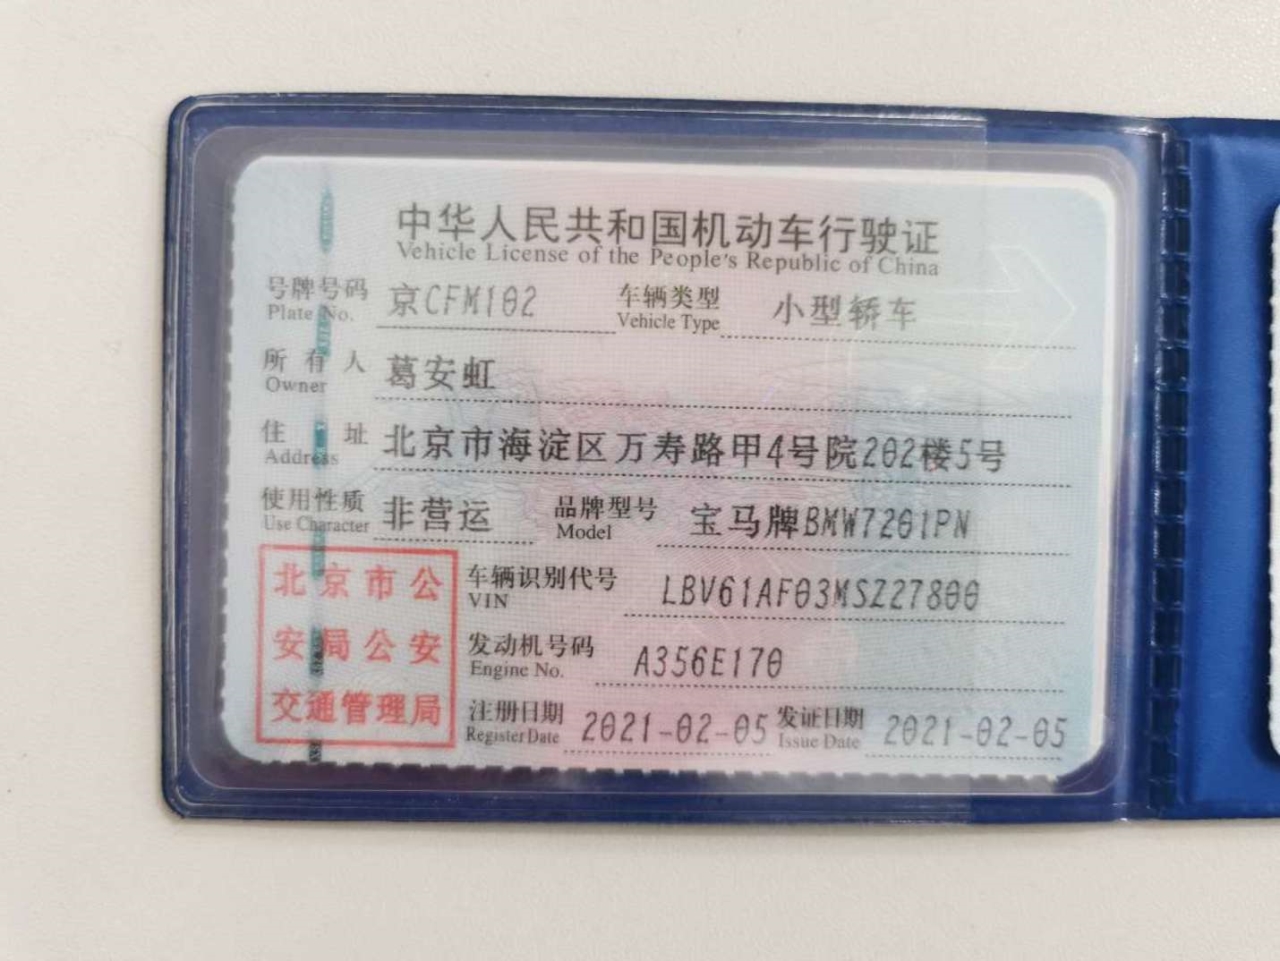 中华人民共和国机动车行驶证
Vehicle License of the People's Republic of China
号牌号码 京CFM102 车辆类型 小型轿车
Plate No. Vehicle Type
所有人 葛安虹
Owner
住址 北京市海淀区万寿路甲4号院202楼5号
Address
使用性质 非营运 品牌型号 宝马牌BMW7201PN
Use Character Model
北京市公
安局公安
交通管理局
车辆识别代号 LBV61AF03MSZ27800
VIN
发动机号码 A356E170
Engine No.
注册日期 2021-02-05 发证日期 2021-02-05
Register Date Issue Date